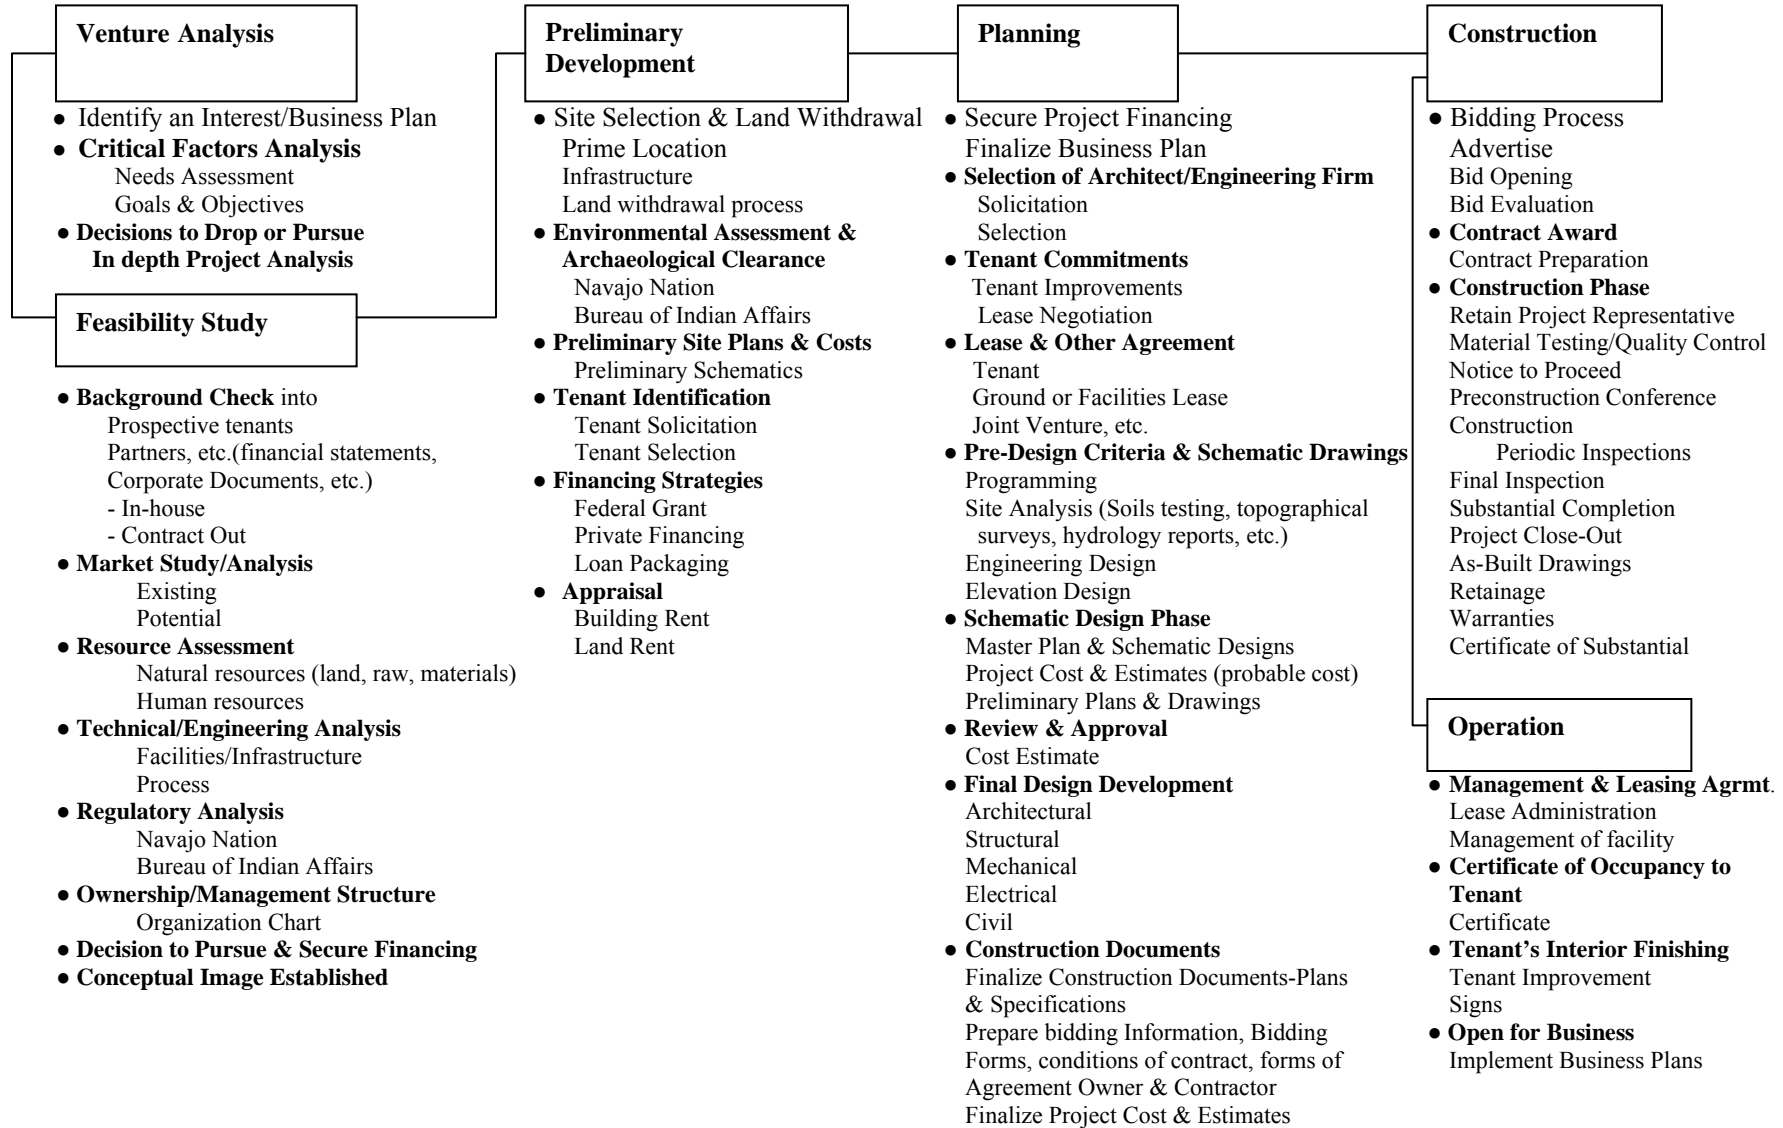 Venture Analysis
● Identify an Interest/Business Plan
● Critical Factors Analysis
Needs Assessment
Goals & Objectives
● Decisions to Drop or Pursue
In depth Project Analysis
Feasibility Study
● Background Check into
Prospective tenants
Partners, etc.(financial statements,
Corporate Documents, etc.)
- In-house
- Contract Out
● Market Study/Analysis
Existing
Potential
● Resource Assessment
Natural resources (land, raw, materials)
Human resources
● Technical/Engineering Analysis
Facilities/Infrastructure
Process
● Regulatory Analysis
Navajo Nation
Bureau of Indian Affairs
● Ownership/Management Structure
Organization Chart
● Decision to Pursue & Secure Financing
● Conceptual Image Established
Preliminary
Development
● Site Selection & Land Withdrawal
Prime Location
Infrastructure
Land withdrawal process
● Environmental Assessment &
Archaeological Clearance
Navajo Nation
Bureau of Indian Affairs
● Preliminary Site Plans & Costs
Preliminary Schematics
● Tenant Identification
Tenant Solicitation
Tenant Selection
● Financing Strategies
Federal Grant
Private Financing
Loan Packaging
● Appraisal
Building Rent
Land Rent
Planning
● Secure Project Financing
Finalize Business Plan
● Selection of Architect/Engineering Firm
Solicitation
Selection
● Tenant Commitments
Tenant Improvements
Lease Negotiation
● Lease & Other Agreement
Tenant
Ground or Facilities Lease
Joint Venture, etc.
● Pre-Design Criteria & Schematic Drawings
Programming
Site Analysis (Soils testing, topographical
surveys, hydrology reports, etc.)
Engineering Design
Elevation Design
● Schematic Design Phase
Master Plan & Schematic Designs
Project Cost & Estimates (probable cost)
Preliminary Plans & Drawings
● Review & Approval
Cost Estimate
● Final Design Development
Architectural
Structural
Mechanical
Electrical
Civil
● Construction Documents
Finalize Construction Documents-Plans
& Specifications
Prepare bidding Information, Bidding
Forms, conditions of contract, forms of
Agreement Owner & Contractor
Finalize Project Cost & Estimates
Construction
● Bidding Process
Advertise
Bid Opening
Bid Evaluation
● Contract Award
Contract Preparation
● Construction Phase
Retain Project Representative
Material Testing/Quality Control
Notice to Proceed
Preconstruction Conference
Construction
Periodic Inspections
Final Inspection
Substantial Completion
Project Close-Out
As-Built Drawings
Retainage
Warranties
Certificate of Substantial
Operation
● Management & Leasing Agrmt.
Lease Administration
Management of facility
● Certificate of Occupancy to
Tenant
Certificate
● Tenant's Interior Finishing
Tenant Improvement
Signs
● Open for Business
Implement Business Plans